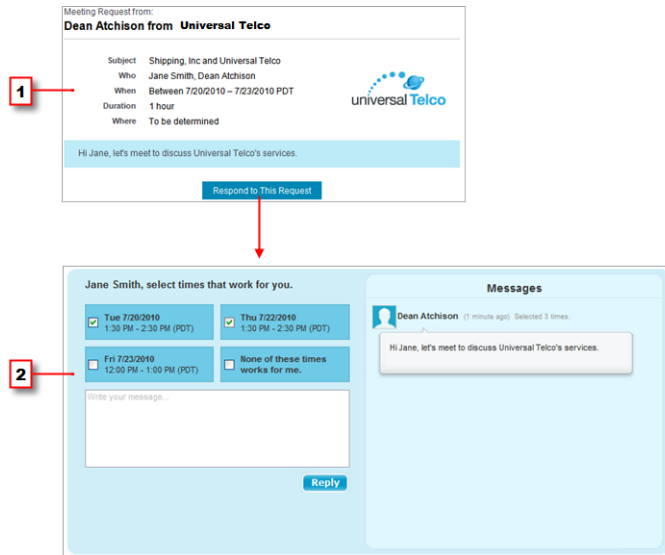 Meeting Request from:
Dean Atchison from Universal Telco
Subject Shipping, Inc and Universal Telco
Who Jane Smith, Dean Atchison
When Between 7/20/2010 – 7/23/2010 PDT
Duration 1 hour
Where To be determined
universal Telco
1
Hi Jane, let's meet to discuss Universal Telco's services.
Respond to This Request
Jane Smith, select times that work for you.
Tue 7/20/2010
1:30 PM - 2:30 PM (PDT)
Thu 7/22/2010
1:30 PM - 2:30 PM (PDT)
Fri 7/23/2010
12:00 PM - 1:00 PM (PDT)
None of these times
works for me.
2
Write your message...
Reply
Messages
Dean Atchison (1 minute ago) Selected 3 times.
Hi Jane, let's meet to discuss Universal Telco's services.